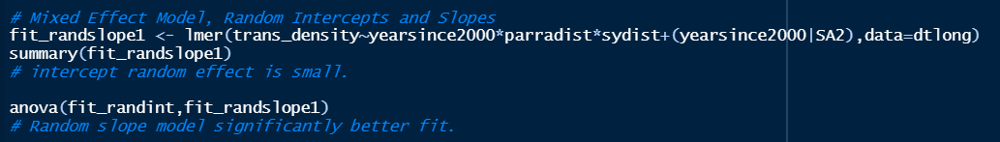 # Mixed Effect Model, Random Intercepts and Slopes
fit_randslope1 <- lmer(trans_density~yearsince2000*parradist*sydist+(yearsince2000|SA2),data=dtlong)
summary(fit_randslope1)
# intercept random effect is small.
anova(fit_randint,fit_randslope1)
# Random slope model significantly better fit.